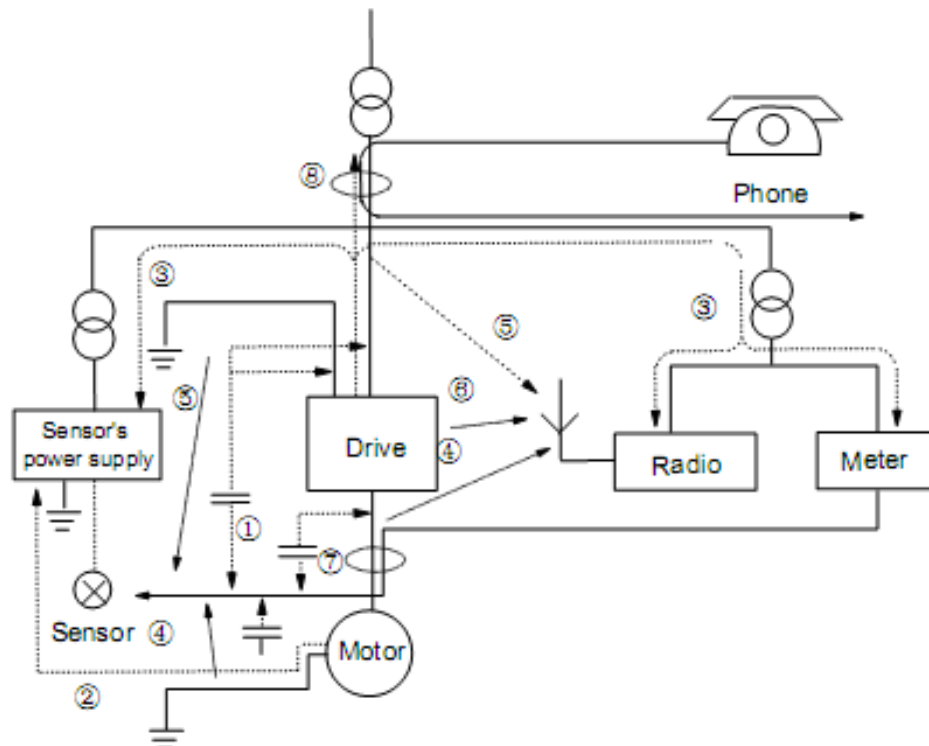 ⑧
Phone
③
③
⑤
⑤
⑥
Sensor's
power supply
Drive
④
Radio
Meter
①
⑦
Sensor
④
Motor
②